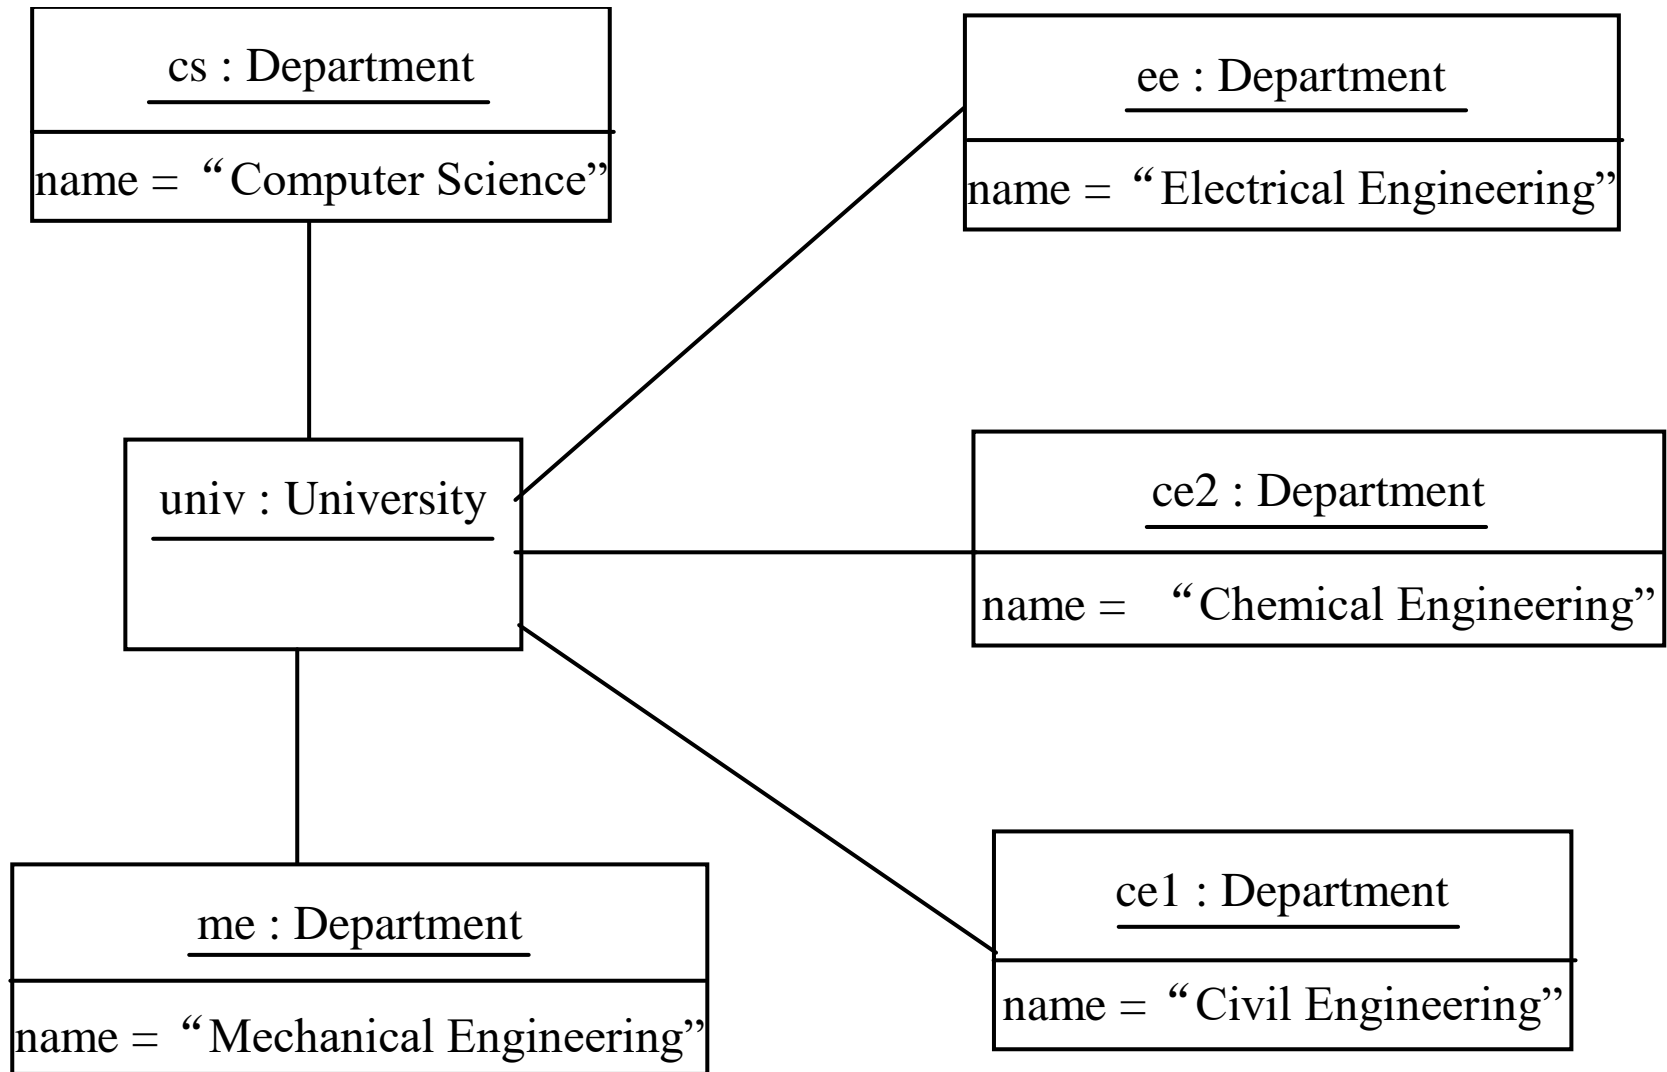 cs : Department
name = “Computer Science”
ee : Department
name = “Electrical Engineering”
univ : University
ce2 : Department
name = “Chemical Engineering”
me : Department
name = “Mechanical Engineering”
ce1 : Department
name = “Civil Engineering”